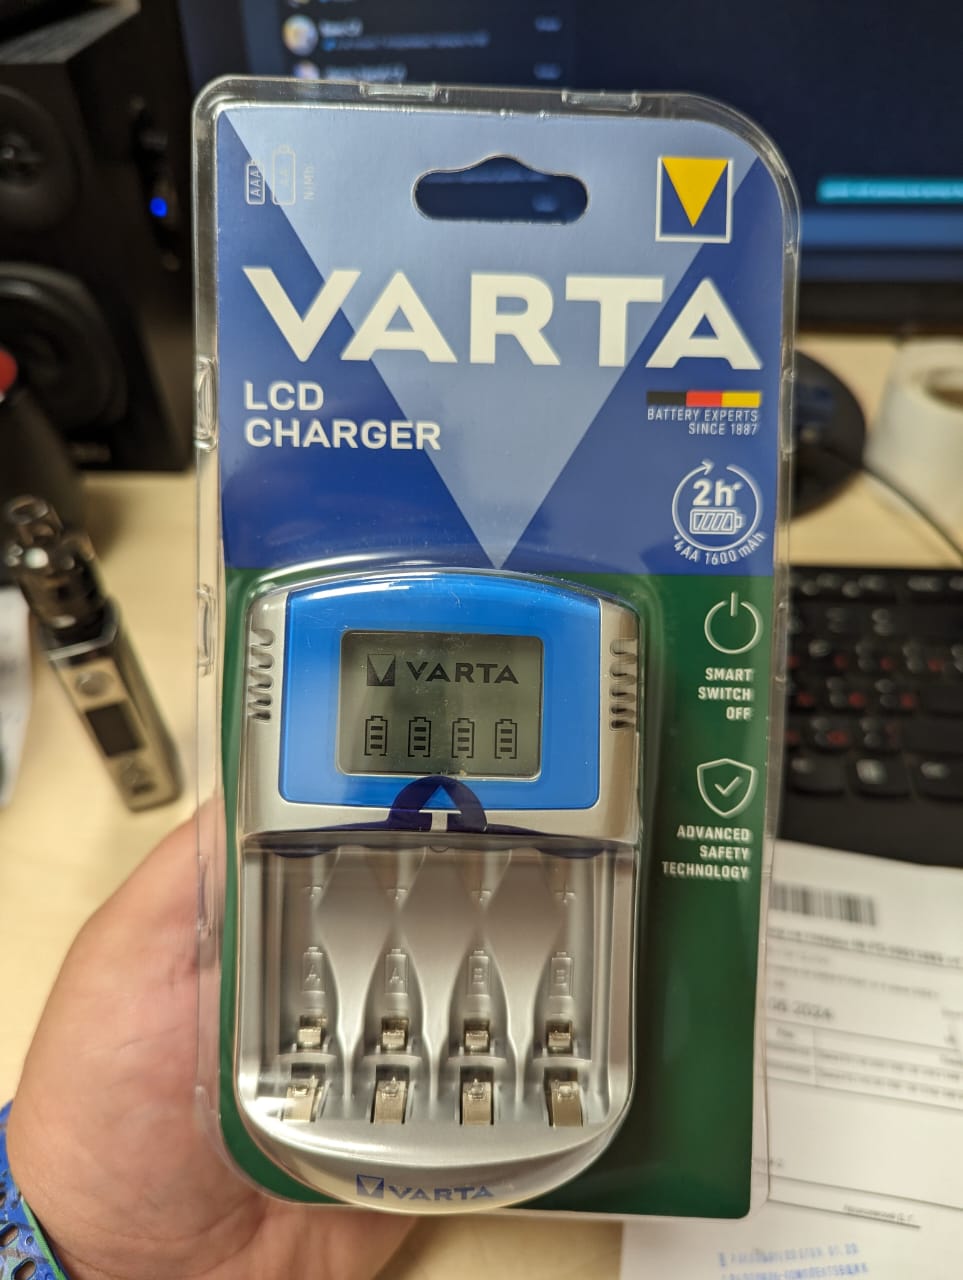 AAA
AA
NiMh
VARTA
LCD
CHARGER
BATTERY EXPERTS
SINCE 1887
2h*
*4AA 1600 mAh
SMART
SWITCH
OFF
VARTA
ADVANCED
SAFETY
TECHNOLOGY
+ + + +
A A B B
VARTA